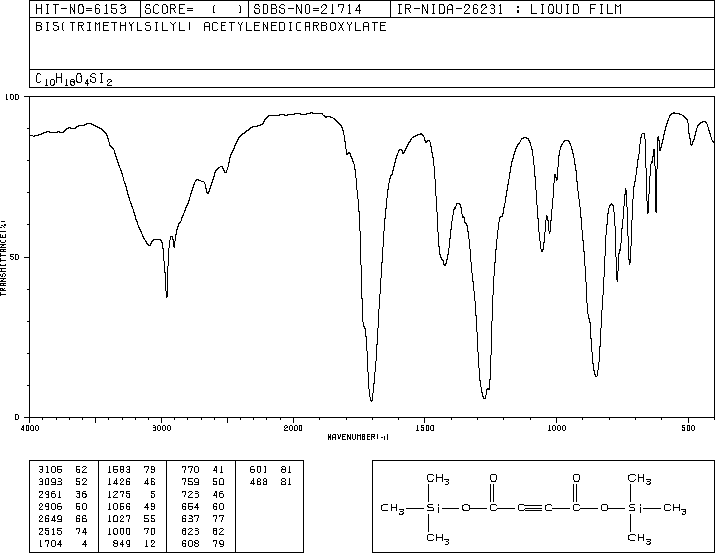 HIT-NO=6153 SCORE= ( ) SDBS-NO=21714 IR-NIDA-26231 : LIQUID FILM
BIS(TRIMETHYLSILYL) ACETYLENEDICARBOXYLATE
C10H18O4SI2
100
50
0
TRANSMITTANCE(%)
4000 3000 2000 1500 1000 500
WAVENUMBER(-1)
3105 52 1583 79 770 41 601 81
3093 52 1426 46 759 50 488 81
2961 36 1275 5 723 46
2906 50 1056 49 654 60
2649 66 1027 55 637 77
2515 74 1000 70 623 62
1704 4 849 12 608 79
CH3 O O CH3
CH3 Si O C C C C O Si CH3
CH3 CH3